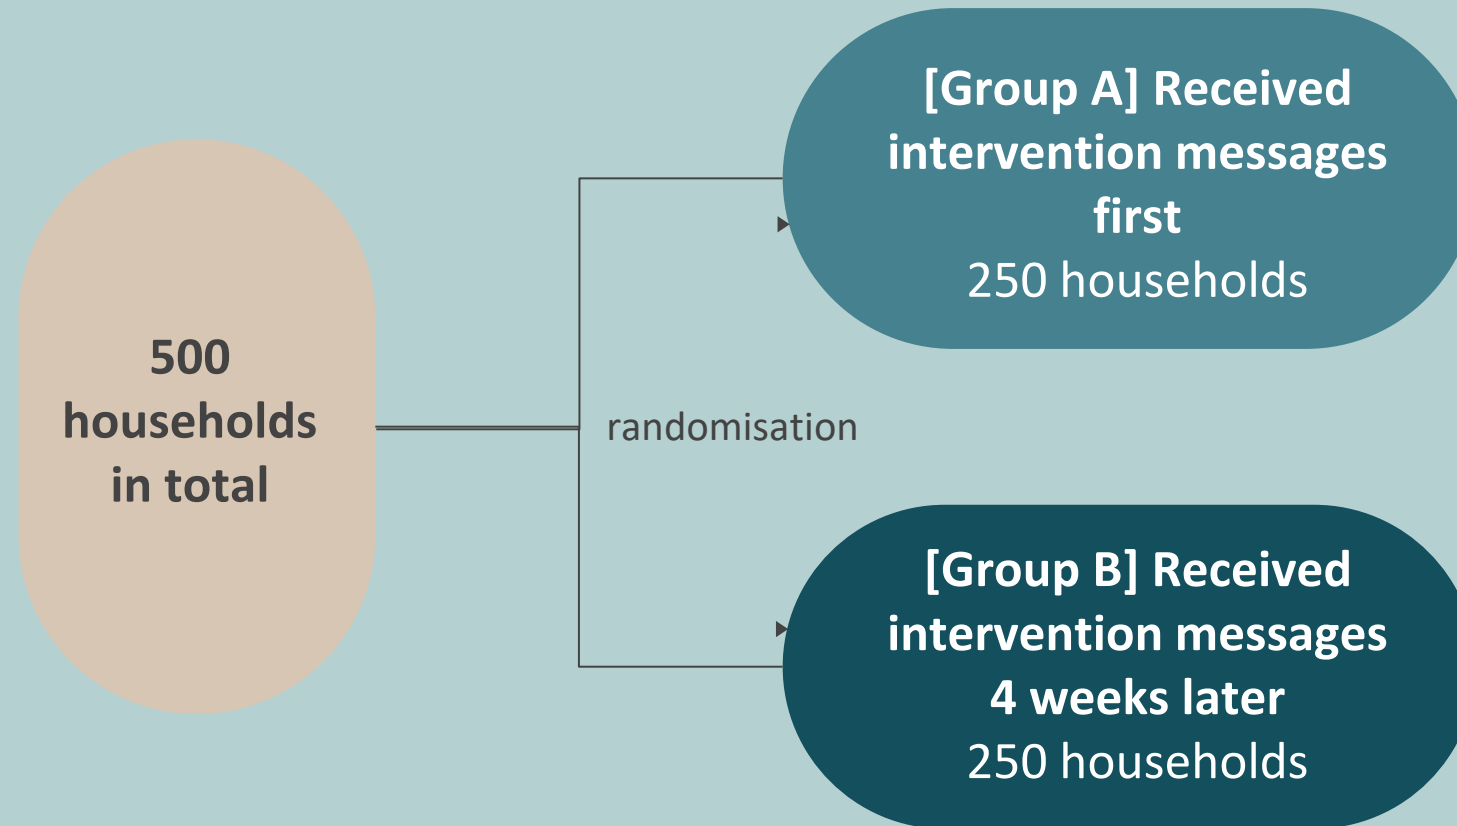 500
households
in total
randomisation
[Group A] Received
intervention messages
first
250 households
[Group B] Received
intervention messages
4 weeks later
250 households